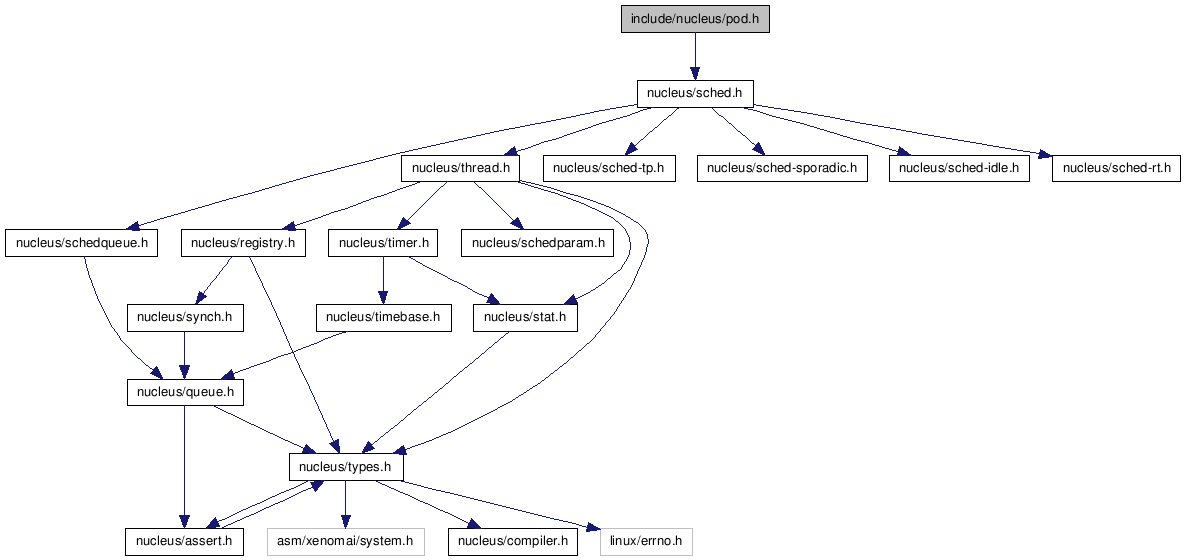 include/nucleus/pod.h
nucleus/sched.h
nucleus/thread.h
nucleus/sched-tp.h
nucleus/sched-sporadic.h
nucleus/sched-idle.h
nucleus/sched-rt.h
nucleus/schedqueue.h
nucleus/registry.h
nucleus/timer.h
nucleus/schedparam.h
nucleus/synch.h
nucleus/timebase.h
nucleus/stat.h
nucleus/queue.h
nucleus/types.h
nucleus/assert.h
asm/xenomai/system.h
nucleus/compiler.h
linux/errno.h